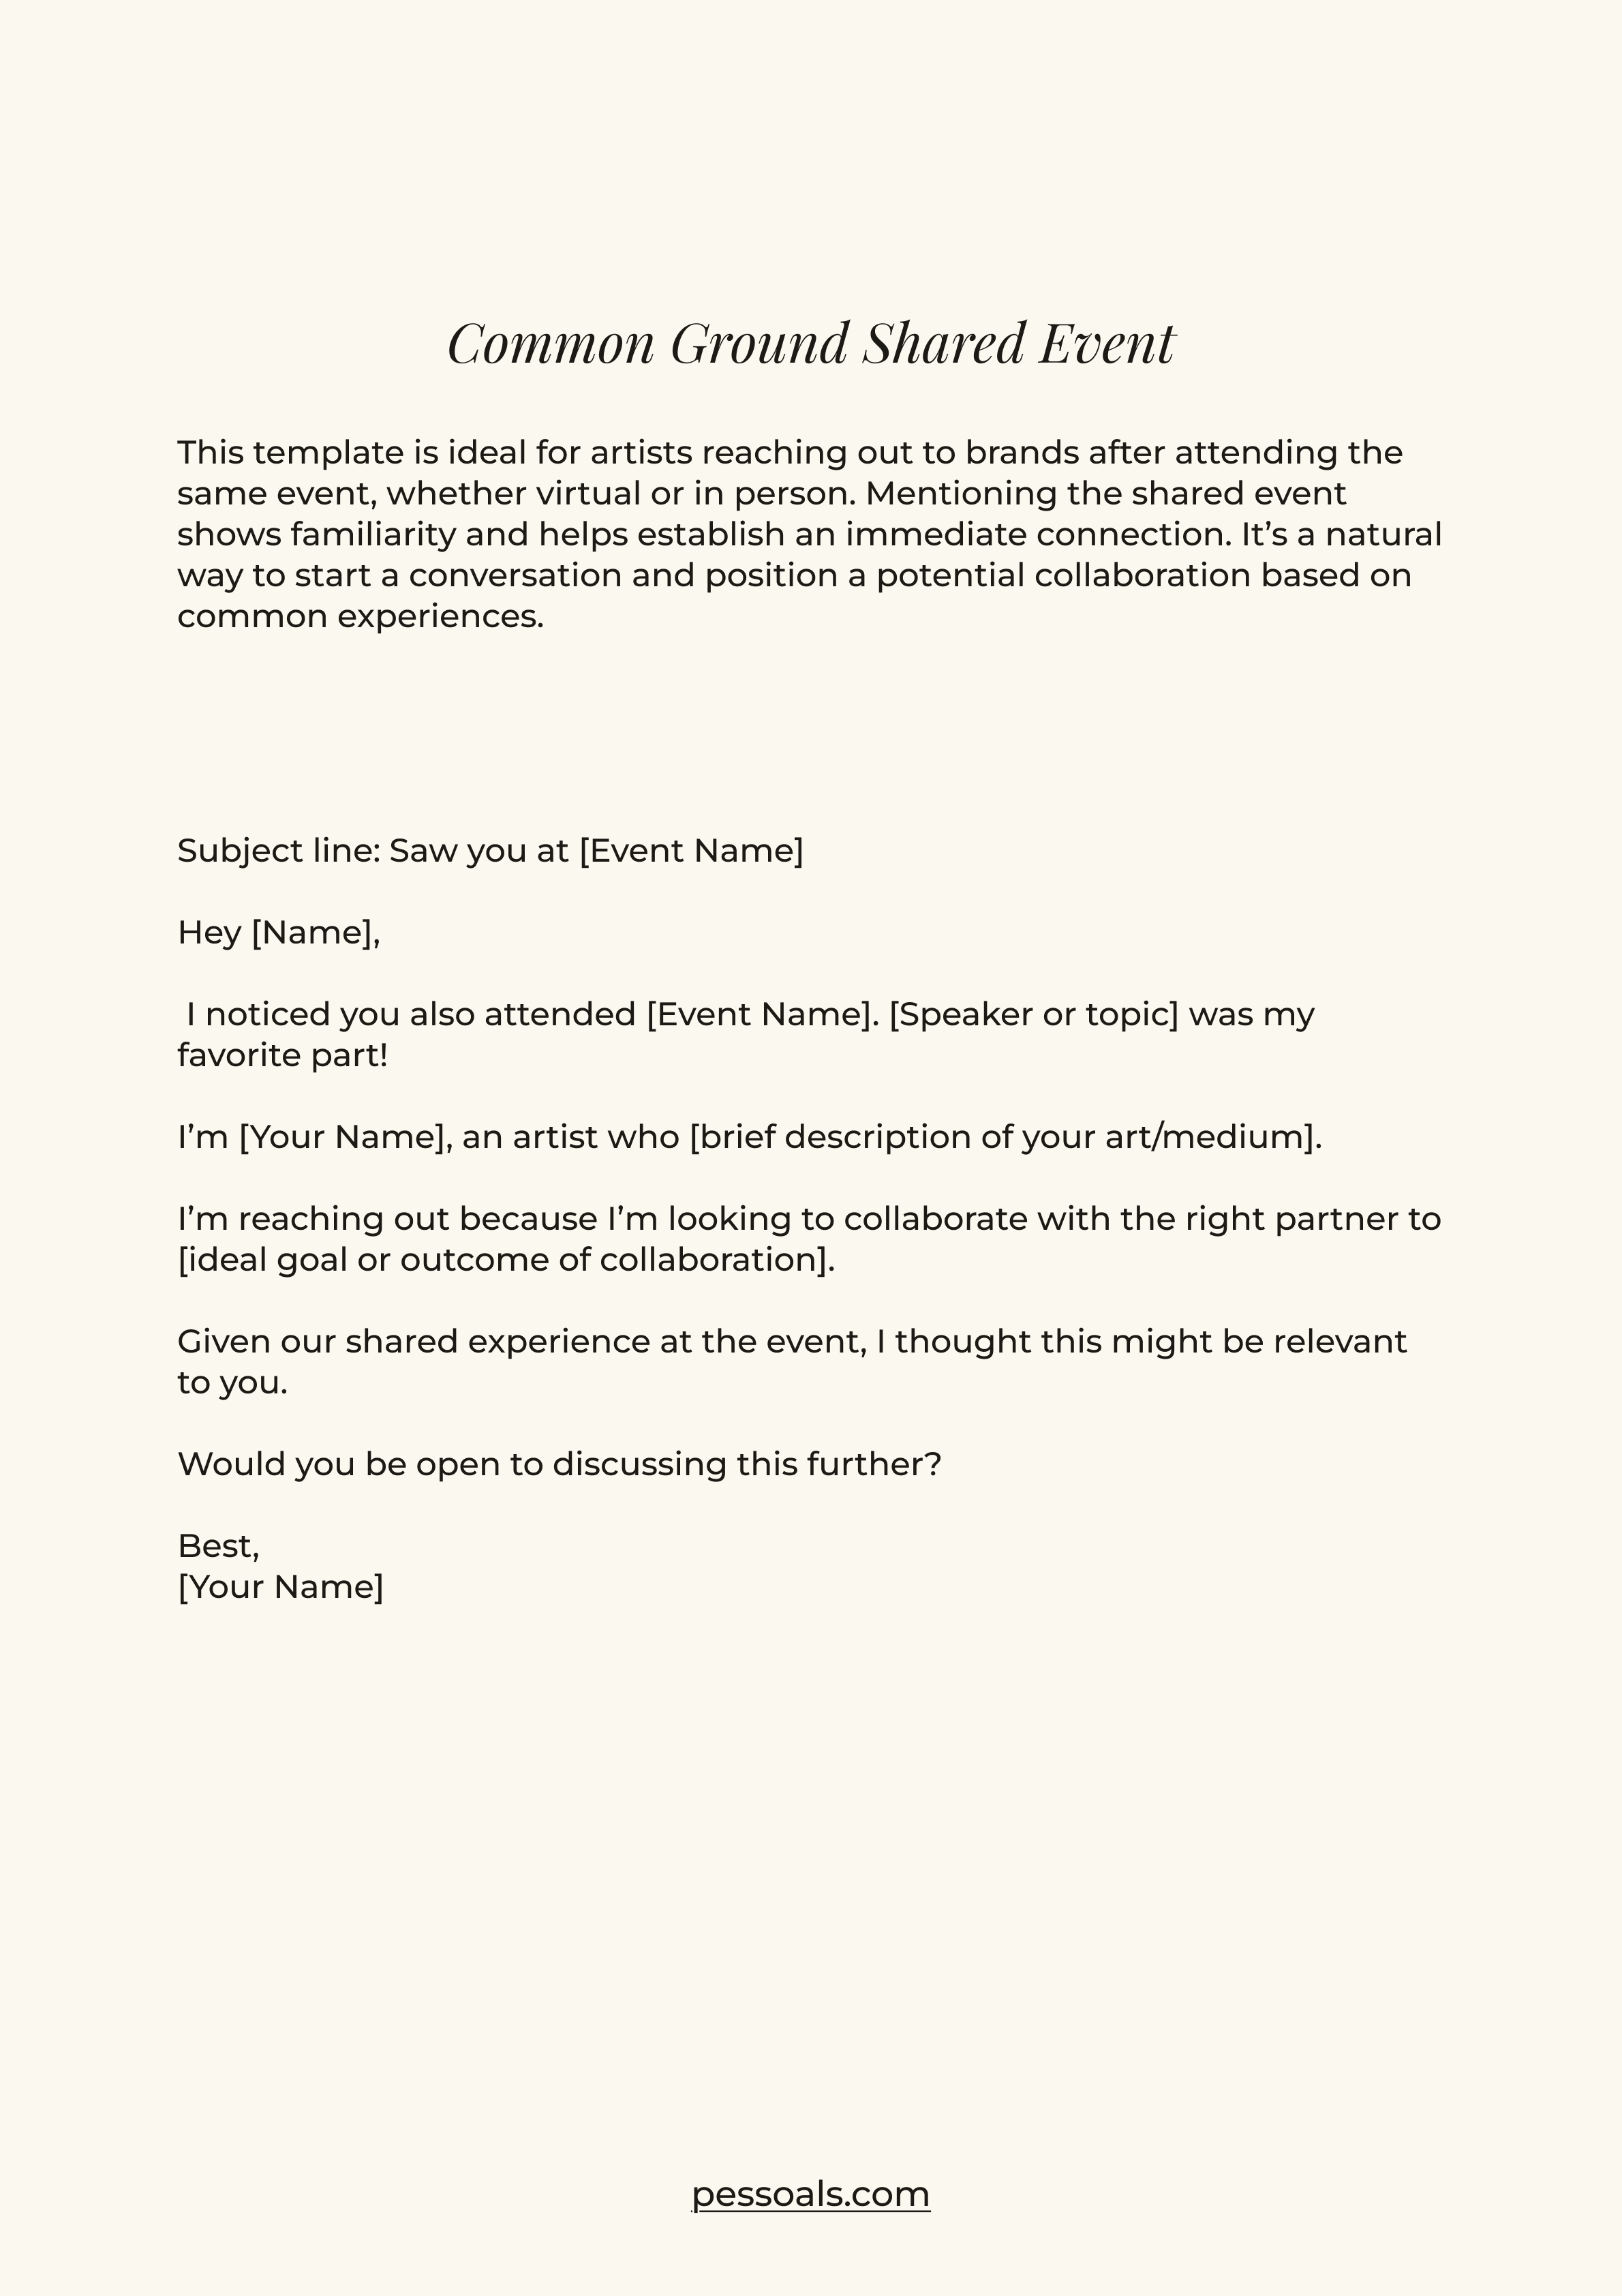 Common Ground Shared Event
This template is ideal for artists reaching out to brands after attending the
same event, whether virtual or in person. Mentioning the shared event
shows familiarity and helps establish an immediate connection. It’s a natural
way to start a conversation and position a potential collaboration based on
common experiences.
Subject line: Saw you at [Event Name]
Hey [Name],
I noticed you also attended [Event Name]. [Speaker or topic] was my
favorite part!
I’m [Your Name], an artist who [brief description of your art/medium].
I’m reaching out because I’m looking to collaborate with the right partner to
[ideal goal or outcome of collaboration].
Given our shared experience at the event, I thought this might be relevant
to you.
Would you be open to discussing this further?
Best,
[Your Name]
pessoals.com